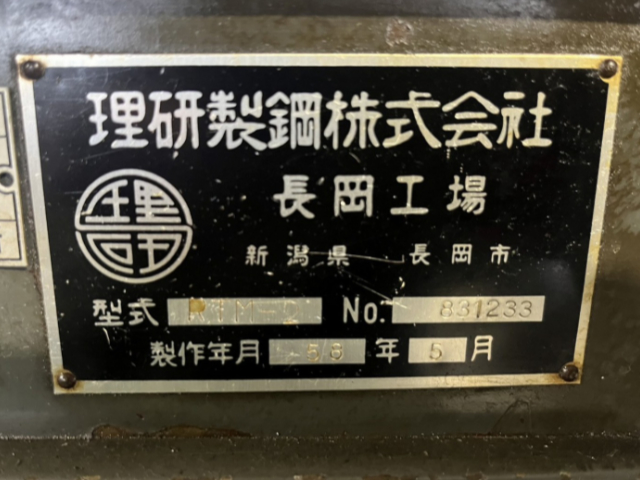 理研製鋼株式会社
長岡工場
新潟県 長岡市
型式 No. 831233
製作年月 年 5 月